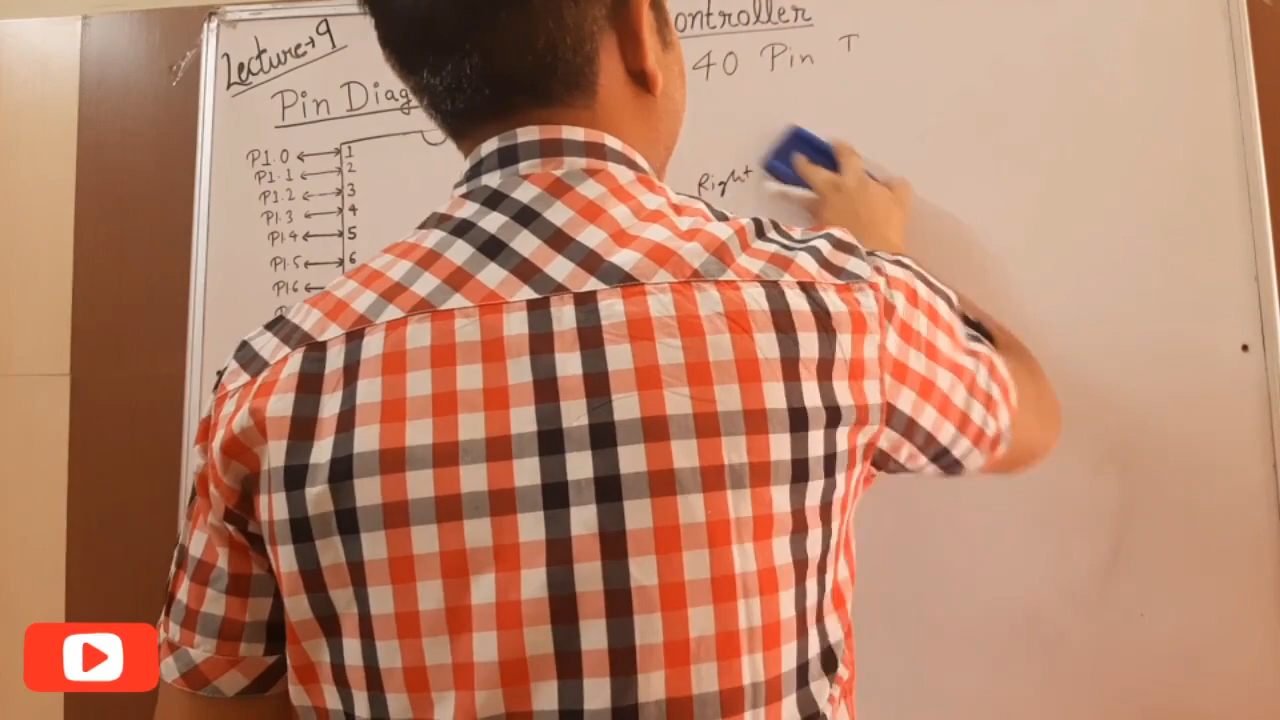 Lecture→9
ontroller
Pin Diag
40 Pin T
P1.0 1
P1.1 2
P1.2 3
P1.3 4
P1.4 5
P1.5 6
P1.6
Right